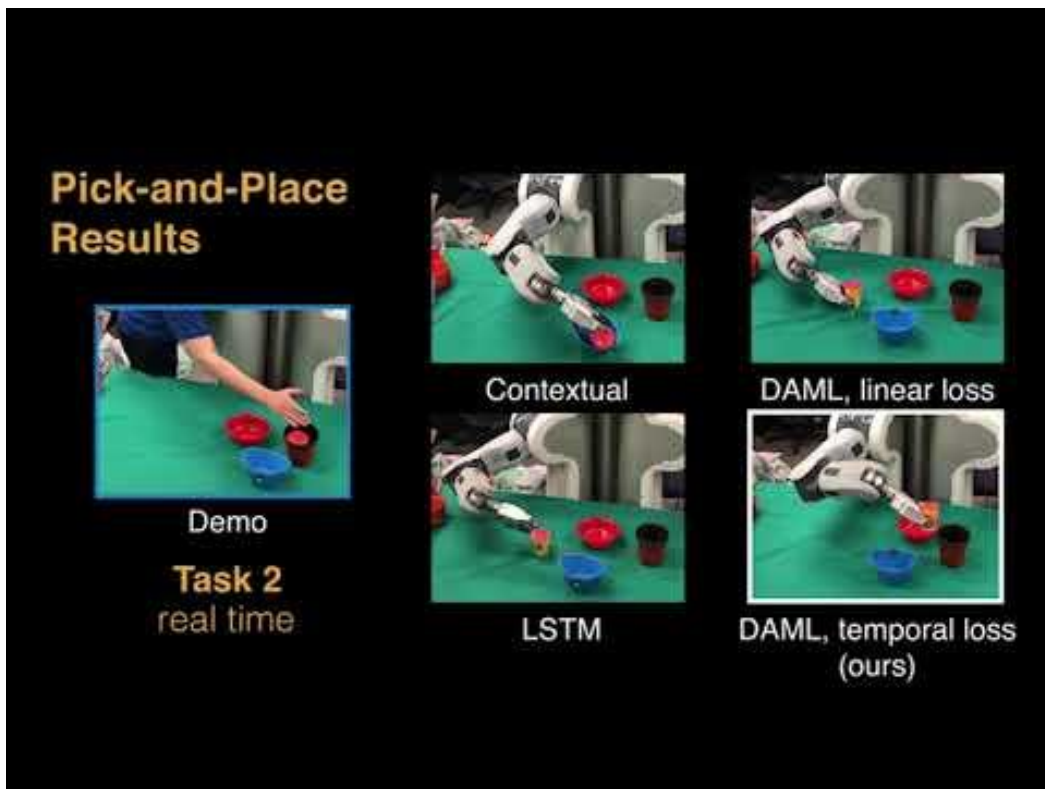 Pick-and-Place
Results
Demo
Task 2
real time
Contextual
DAML, linear loss
LSTM
DAML, temporal loss
(ours)